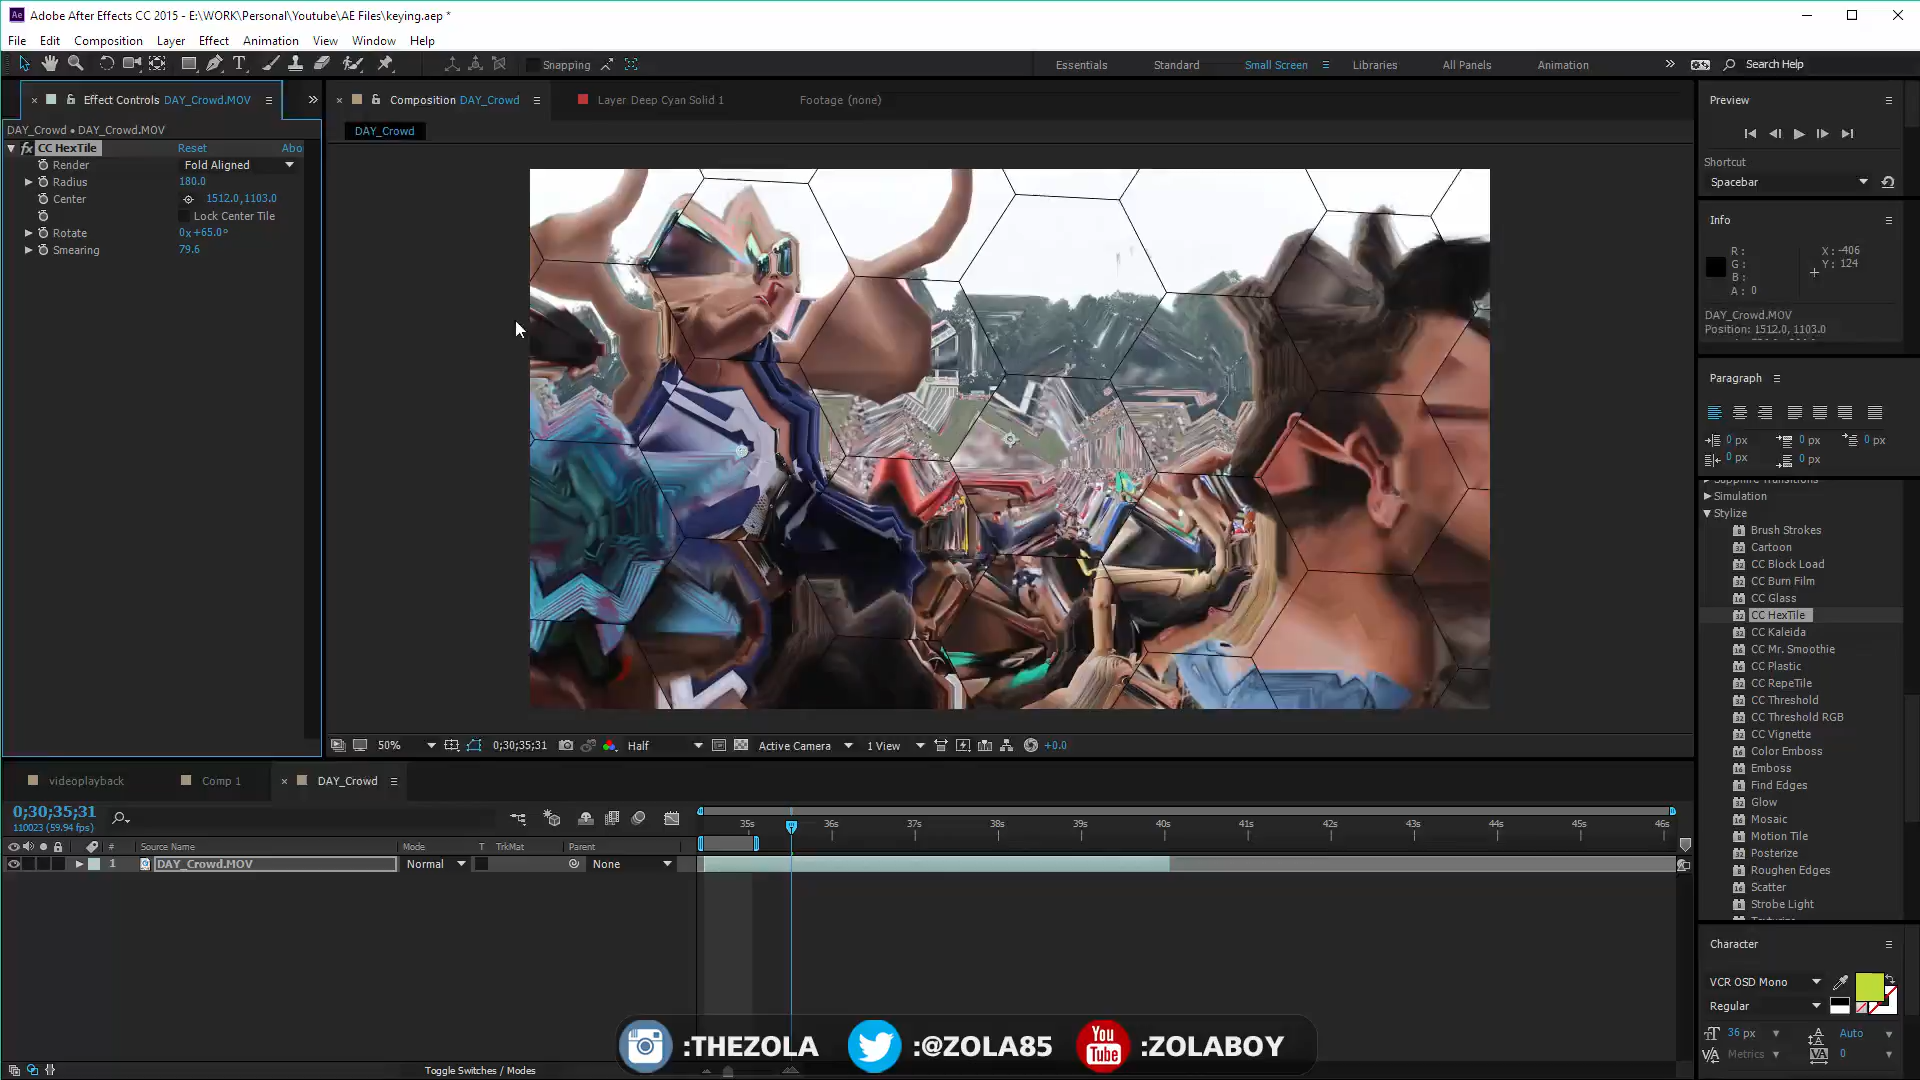 Ae Adobe After Effects CC 2015 - E:\WORK\Personal\Youtube\AE Files\keying.aep *
File Edit Composition Layer Effect Animation View Window Help
Snapping
Essentials Standard Small Screen Libraries All Panels Animation
Search Help
Effect Controls DAY_Crowd.MOV
DAY_Crowd • DAY_Crowd.MOV
fx CC HexTile Reset Abo
Render Fold Aligned
Radius 180.0
Center 1512.0,1103.0
Lock Center Tile
Rotate 0x+65.0°
Smearing 79.6
Composition DAY_Crowd
Layer Deep Cyan Solid 1
Footage (none)
DAY_Crowd
50%
0;30;35;31
Half
Active Camera
1 View
+0.0
Preview
Shortcut
Spacebar
Info
R :
G :
B :
A : 0
X : -406
Y : 124
DAY_Crowd.MOV
Position: 1512.0, 1103.0
Paragraph
0 px 0 px 0 px
0 px 0 px
Sapphire Transitions
Simulation
Stylize
Brush Strokes
Cartoon
CC Block Load
CC Burn Film
CC Glass
CC HexTile
CC Kaleida
CC Mr. Smoothie
CC Plastic
CC RepeTile
CC Threshold
CC Threshold RGB
CC Vignette
Color Emboss
Emboss
Find Edges
Glow
Mosaic
Motion Tile
Posterize
Roughen Edges
Scatter
Strobe Light
Character
VCR OSD Mono
Regular
36 px Auto
Metrics 0
videoplayback
Comp 1
DAY_Crowd
0;30;35;31
110023 (59.94 fps)
35s 36s 37s 38s 39s 40s 41s 42s 43s 44s 45s 46s
# Source Name Mode T TrkMat Parent
1 DAY_Crowd.MOV Normal None
Toggle Switches / Modes
:THEZOLA
:@ZOLA85
You Tube
:ZOLABOY